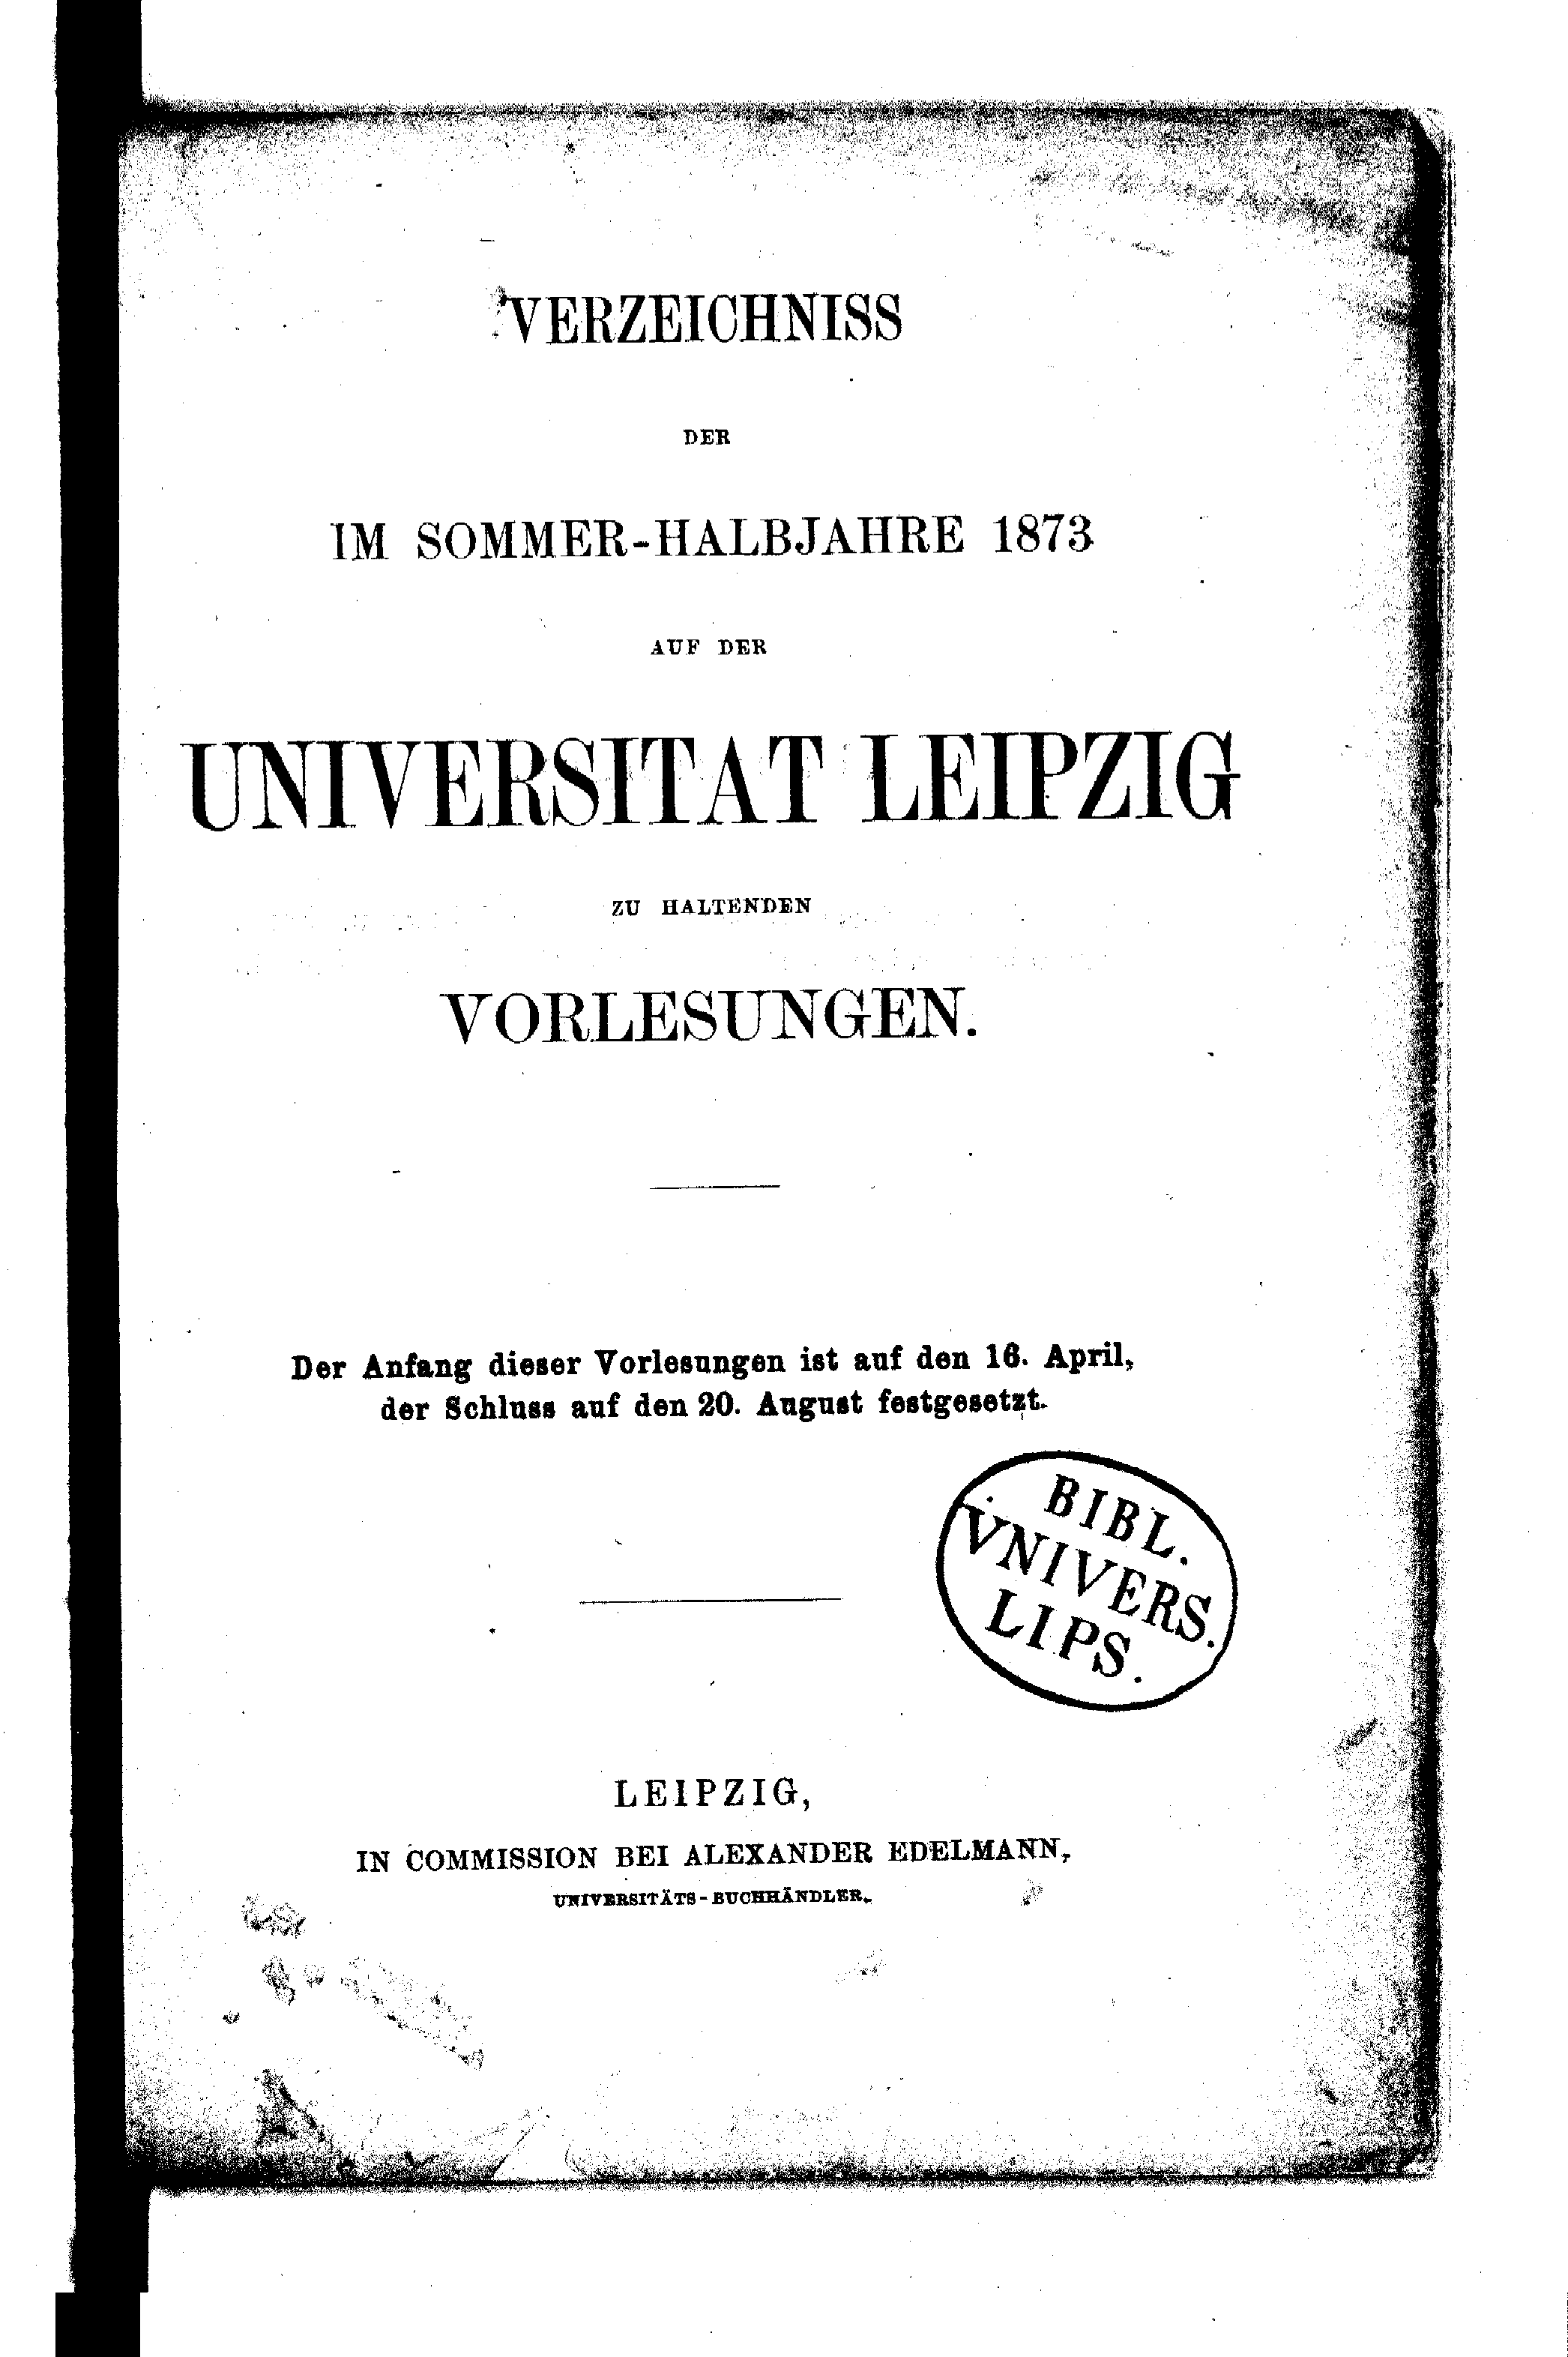 VERZEICHNISS
DER
IM SOMMER-HALBJAHRE 1873
AUF DER
UNIVERSITAT LEIPZIG
ZU HALTENDEN
VORLESUNGEN.
Der Anfang dieser Vorlesungen ist auf den 16. April,
der Schluss auf den 20. August festgesetzt.
BIBL.
VNIVERS.
LIPS.
LEIPZIG,
IN COMMISSION BEI ALEXANDER EDELMANN,
UNIVERSITÄTS-BUCHHÄNDLER.